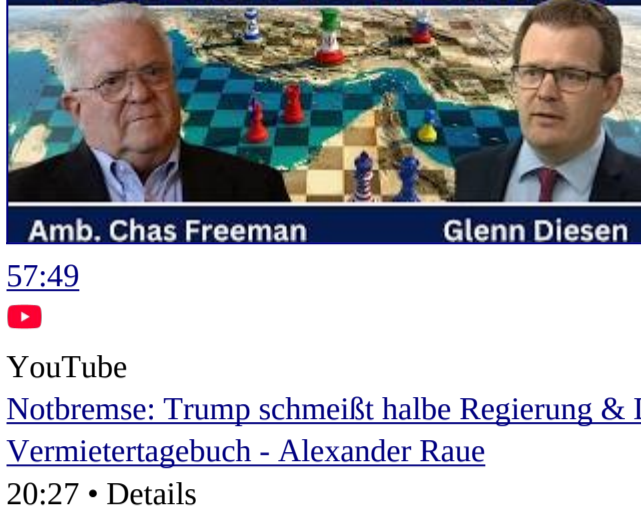 Amb. Chas Freeman Glenn Diesen
57:49
YouTube
Notbremse: Trump schmeißt halbe Regierung &
Vermietertagebuch - Alexander Raue
20:27 • Details